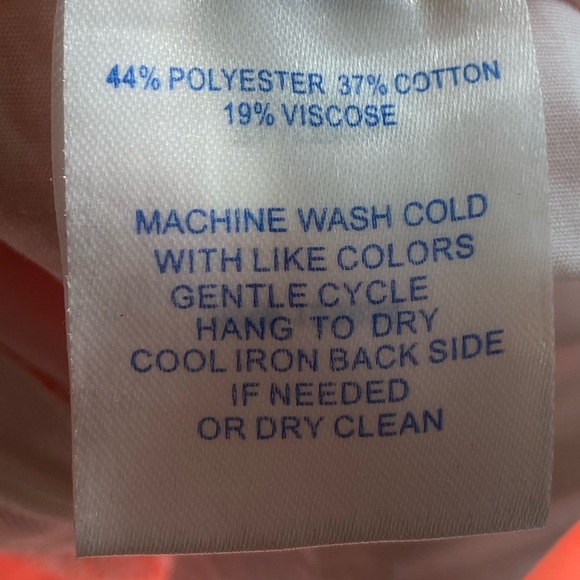 44% POLYESTER 37% COTTON
19% VISCOSE
MACHINE WASH COLD
WITH LIKE COLORS
GENTLE CYCLE
HANG TO DRY
COOL IRON BACK SIDE
IF NEEDED
OR DRY CLEAN